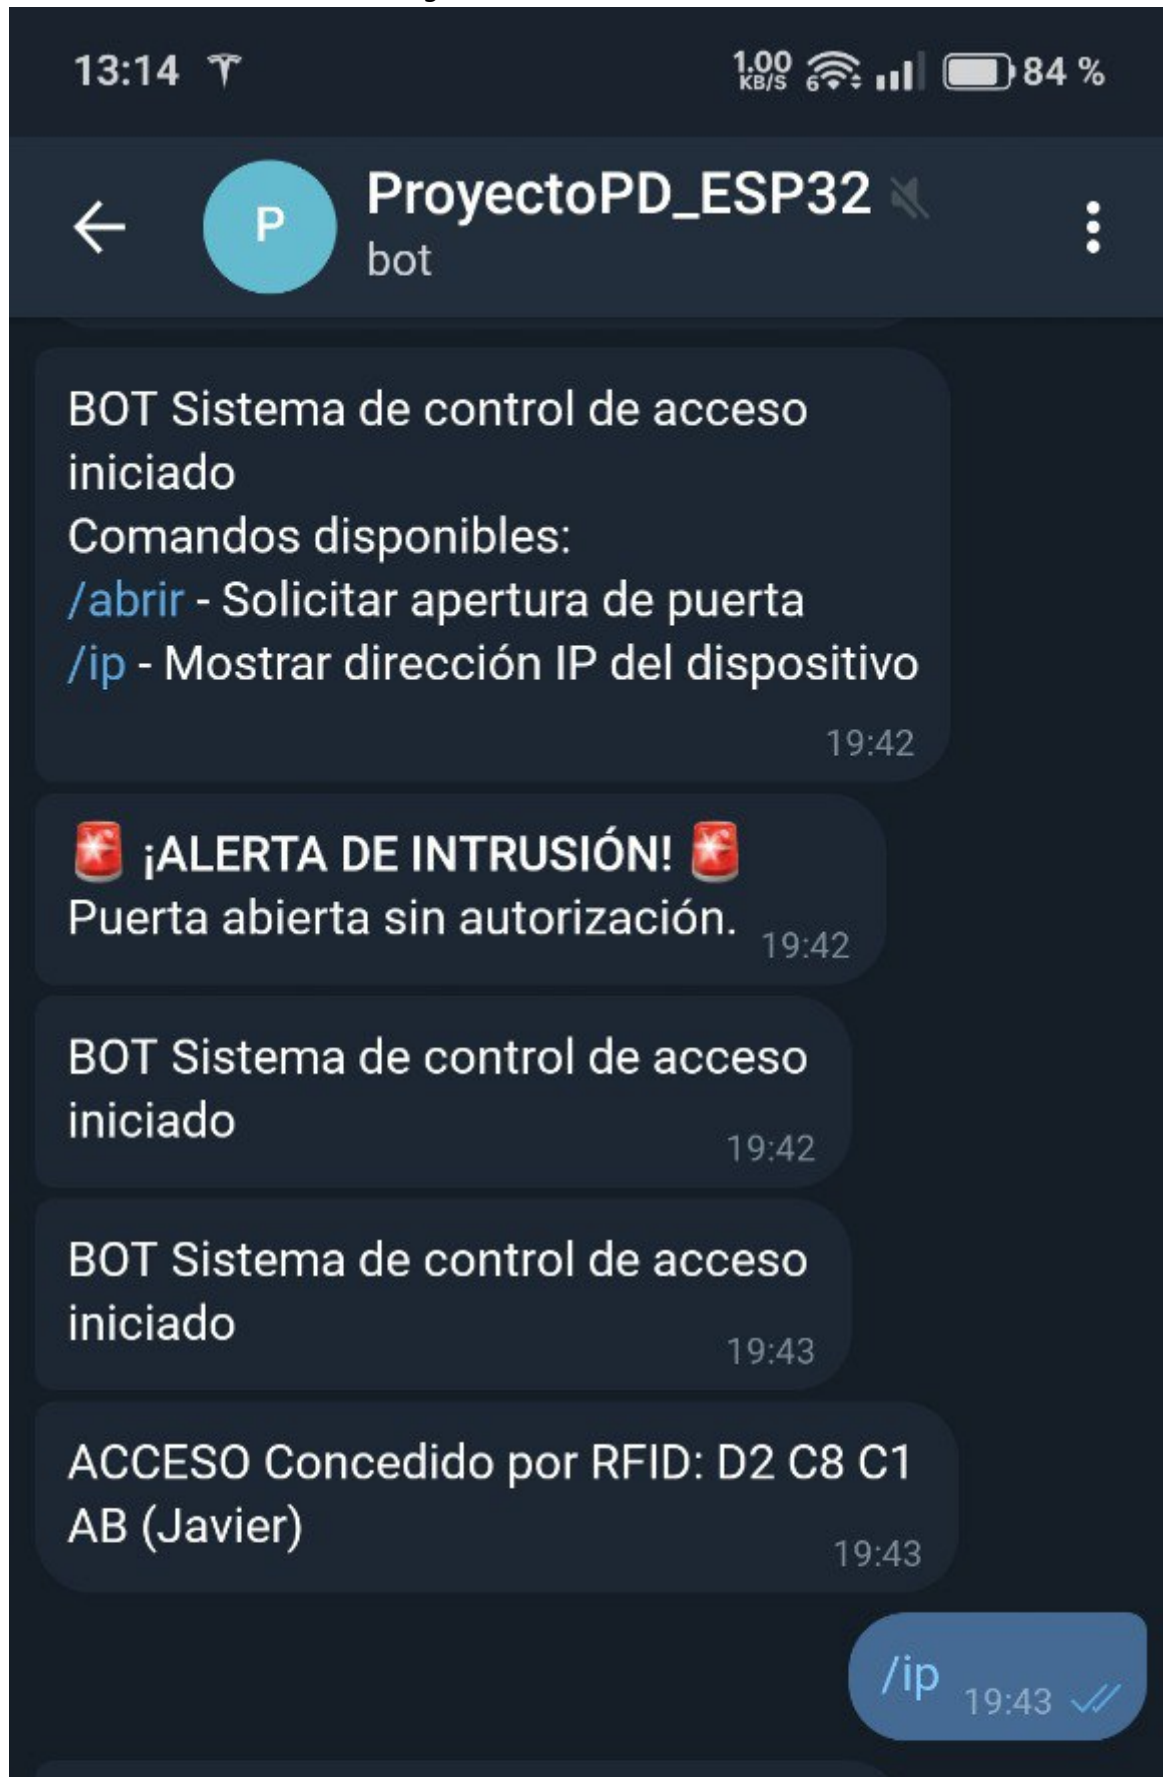 13:14
1.00
KB/S
6
84 %
P
ProyectoPD_ESP32
bot
BOT Sistema de control de acceso
iniciado
Comandos disponibles:
/abrir - Solicitar apertura de puerta
/ip - Mostrar dirección IP del dispositivo
19:42
🚨 ¡ALERTA DE INTRUSIÓN! 🚨
Puerta abierta sin autorización.
19:42
BOT Sistema de control de acceso
iniciado
19:42
BOT Sistema de control de acceso
iniciado
19:43
ACCESO Concedido por RFID: D2 C8 C1
AB (Javier)
19:43
/ip
19:43